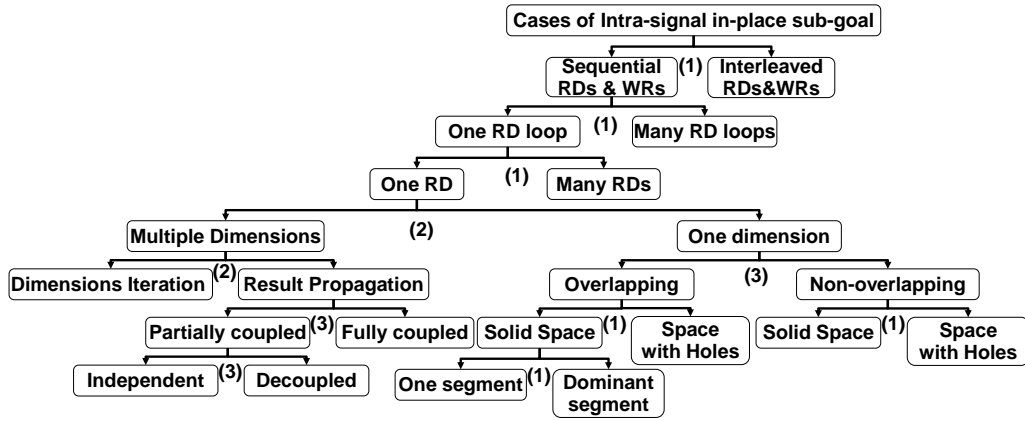 Cases of Intra-signal in-place sub-goal
(1)
Sequential
RDs & WRs
Interleaved
RDs&WRs
(1)
One RD loop
Many RD loops
(1)
One RD
Many RDs
(2)
Multiple Dimensions
One dimension
(2)
(3)
Dimensions Iteration
Result Propagation
Overlapping
Non-overlapping
(3)
(1)
(1)
Partially coupled
Fully coupled
Solid Space
Space
with Holes
Solid Space
Space
with Holes
(3)
(1)
Independent
Decoupled
One segment
Dominant
segment